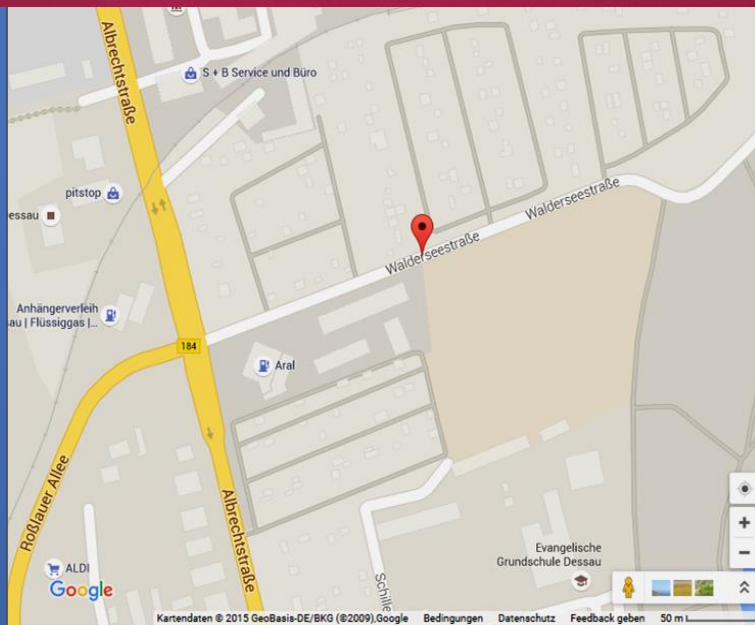 Albrechtstraße
S + B Service und Büro
pitstop
essau
Walderseestraße
Walderseestraße
Anhängerverleih
au | Flüssiggas |...
184
Aral
Roßlauer Allee
Albrechtstraße
ALDI
Schille
Evangelische
Grundschule Dessau
Google
Kartendaten © 2015 GeoBasis-DE/BKG (©2009),Google Bedingungen Datenschutz Feedback geben 50 m